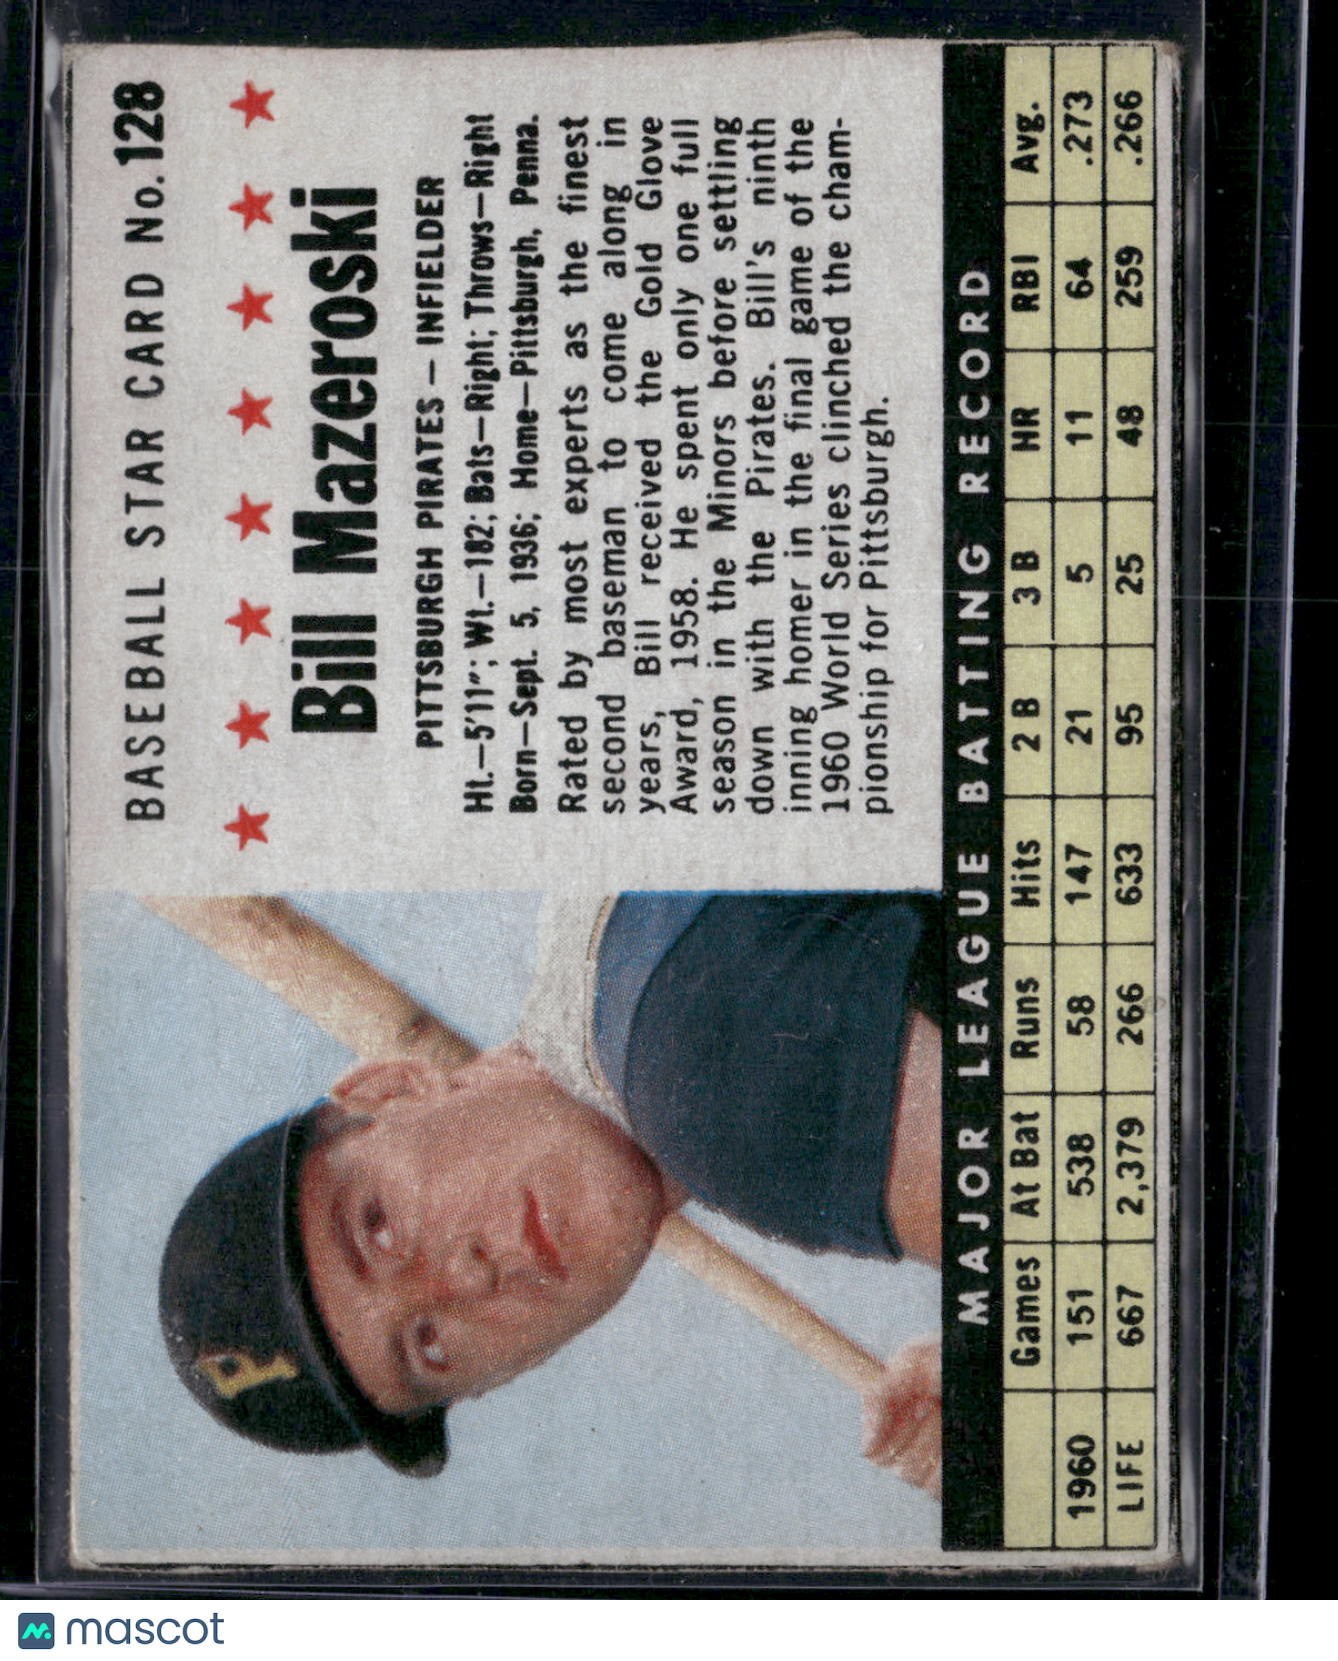 BASEBALL STAR CARD No. 128
Bill Mazeroski
PITTSBURGH PIRATES – INFIELDER
Ht.–5'11"; Wt.–182; Bats–Right; Throws–Right
Born–Sept. 5, 1936; Home–Pittsburgh, Penna.
Rated by most experts as the finest
second baseman to come along in
years, Bill received the Gold Glove
Award, 1958. He spent only one full
season in the Minors before settling
down with the Pirates. Bill's ninth
inning homer in the final game of the
1960 World Series clinched the cham-
pionship for Pittsburgh.
P
MAJOR LEAGUE BATTING RECORD
Games At Bat Runs Hits 2 B 3 B HR RBI Avg.
1960 151 538 58 147 21 5 11 64 .273
LIFE 667 2,379 266 633 95 25 48 259 .266
mascot